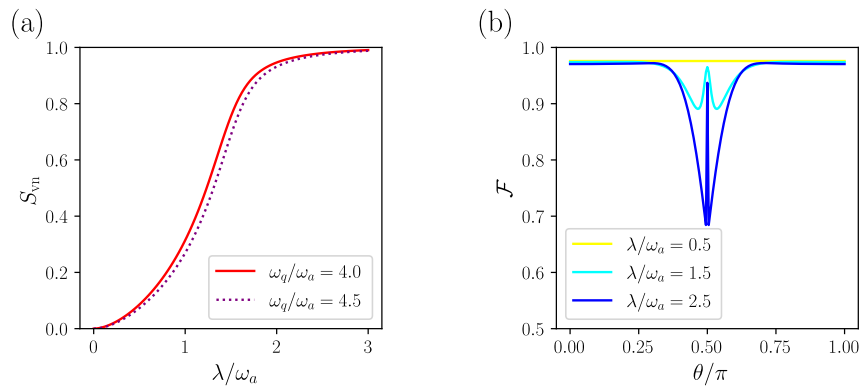 (a)
1.0
0.8
0.6
0.4
0.2
0.0
S_vn
0 1 2 3
λ/ω_a
ω_q/ω_a = 4.0
ω_q/ω_a = 4.5
(b)
1.0
0.9
0.8
0.7
0.6
0.5
ℱ
0.00 0.25 0.50 0.75 1.00
θ/π
λ/ω_a = 0.5
λ/ω_a = 1.5
λ/ω_a = 2.5